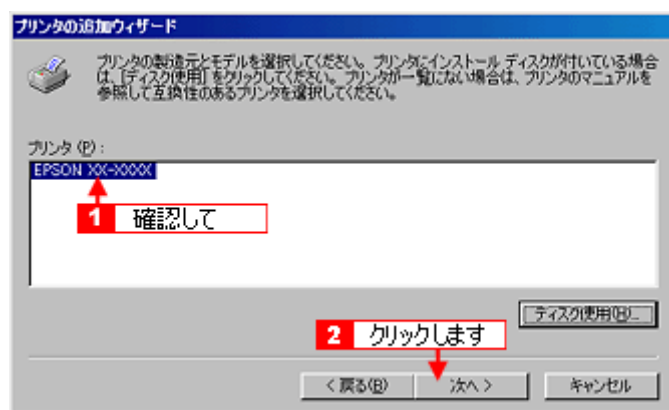 プリンタの追加ウィザード
プリンタの製造元とモデルを選択してください。プリンタにインストール ディスクが付いている場合
は、[ディスク使用] をクリックしてください。プリンタが一覧にない場合は、プリンタのマニュアルを
参照して互換性のあるプリンタを選択してください。
プリンタ (P) :
EPSON XX-XXXX
1 確認して
ディスク使用(H)...
2 クリックします
< 戻る(B)
次へ >
キャンセル